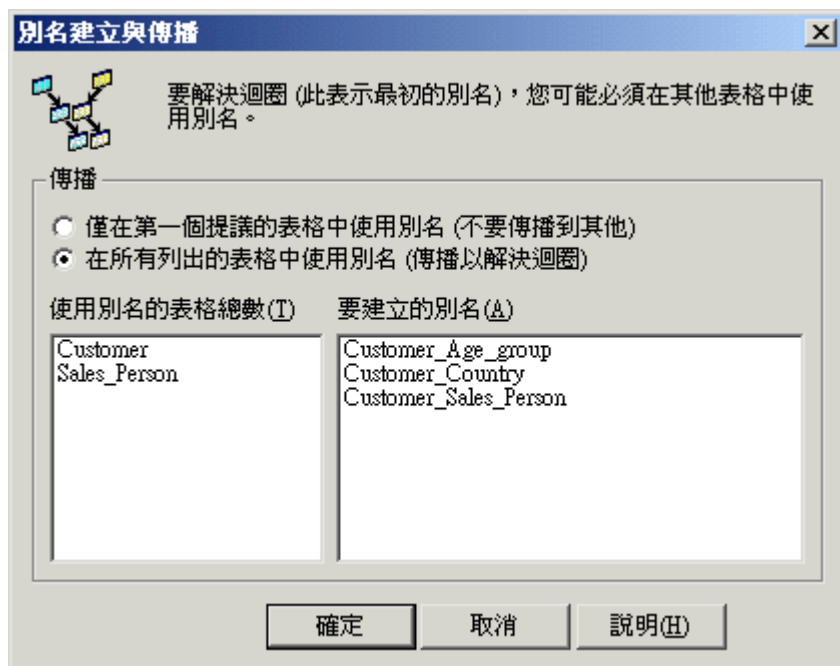 別名建立與傳播
要解決迴圈 (此表示最初的別名)，您可能必須在其他表格中使
用別名。
傳播
僅在第一個提議的表格中使用別名 (不要傳播到其他)
在所有列出的表格中使用別名 (傳播以解決迴圈)
使用別名的表格總數(T) 要建立的別名(A)
Customer Customer_Age_group
Sales_Person Customer_Country
Customer_Sales_Person
確定 取消 說明(H)